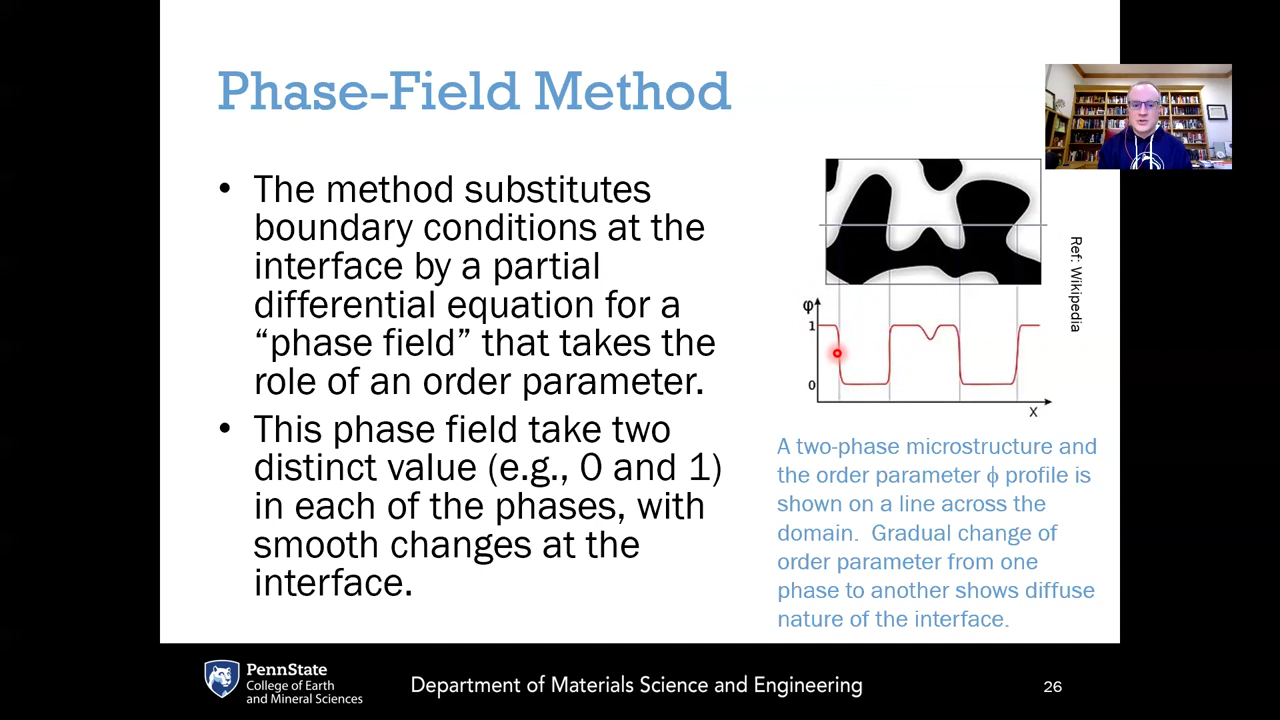 Phase-Field Method
• The method substitutes
boundary conditions at the
interface by a partial
differential equation for a
“phase field” that takes the
role of an order parameter.
• This phase field take two
distinct value (e.g., 0 and 1)
in each of the phases, with
smooth changes at the
interface.
Ref: Wikipedia
φ
1
0
X
A two-phase microstructure and
the order parameter ϕ profile is
shown on a line across the
domain. Gradual change of
order parameter from one
phase to another shows diffuse
nature of the interface.
PennState
College of Earth
and Mineral Sciences
Department of Materials Science and Engineering
26